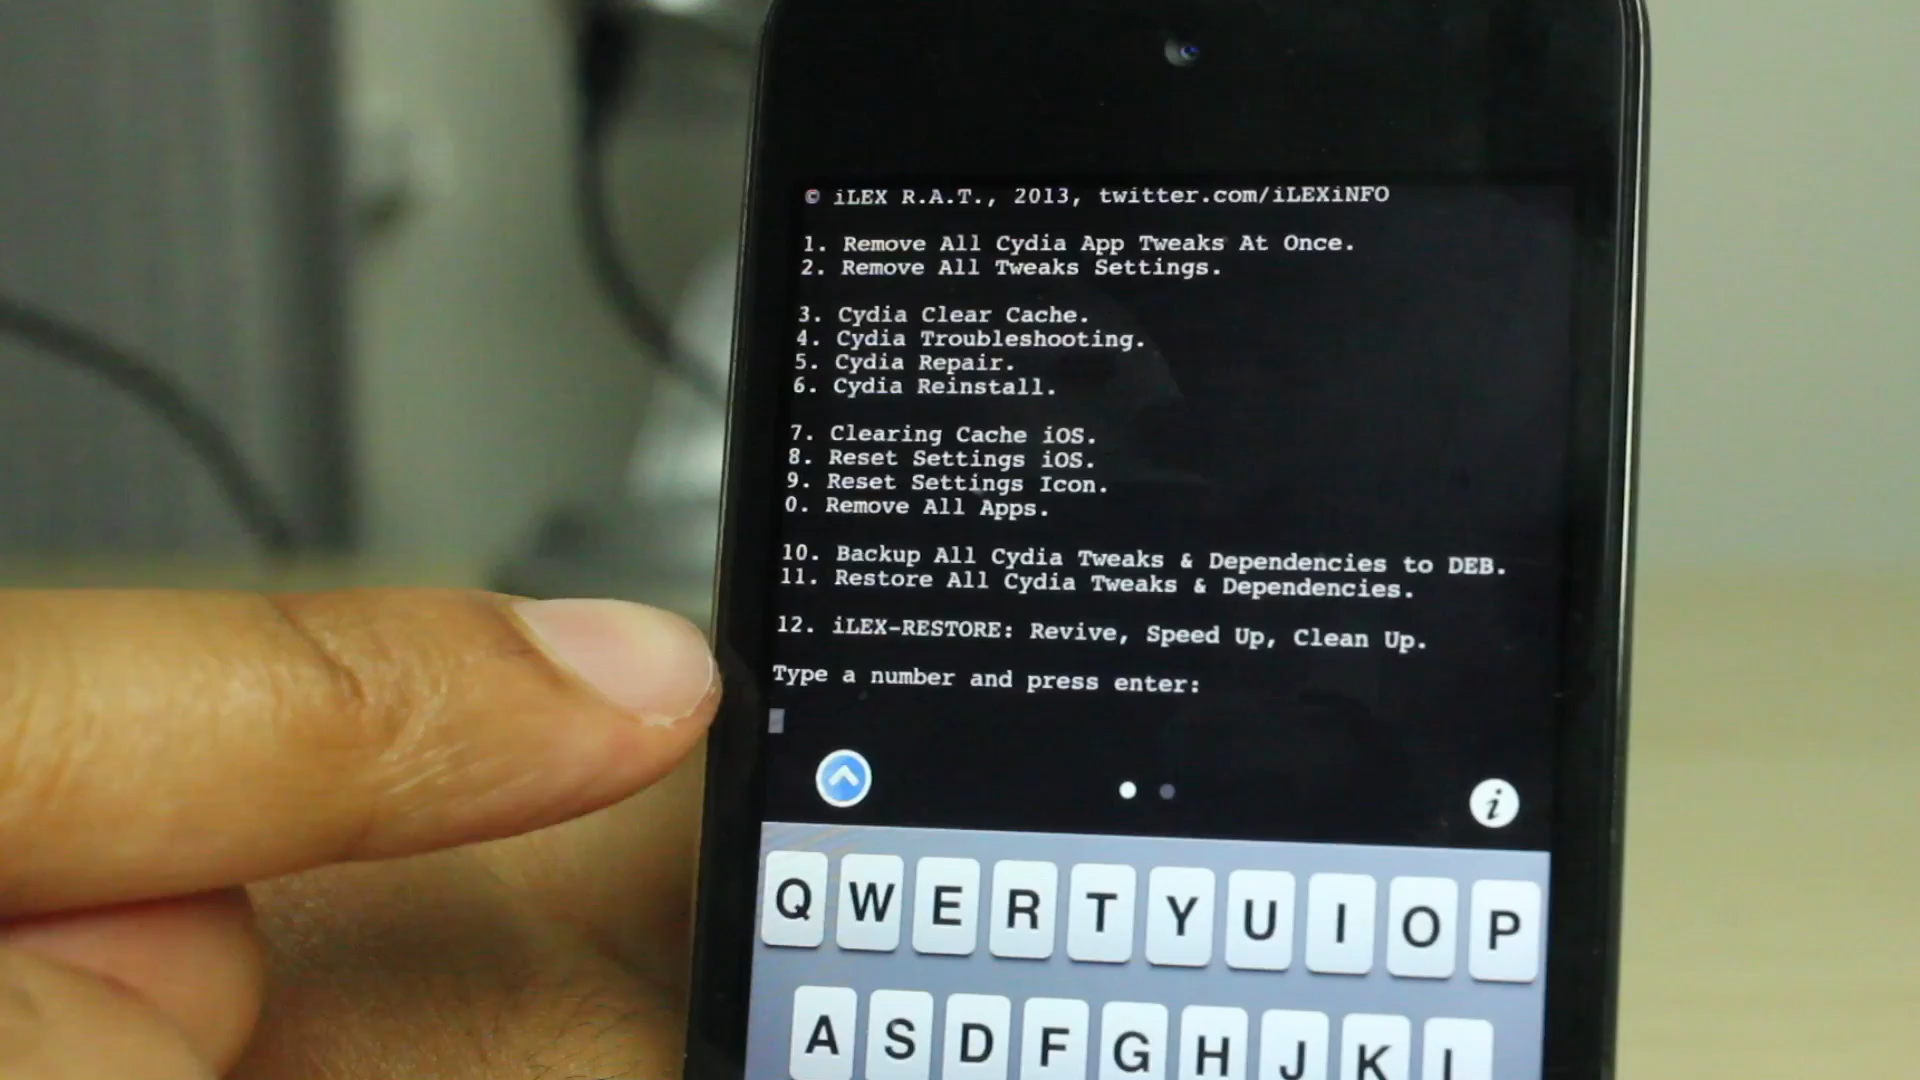 © iLEX R.A.T., 2013, twitter.com/iLEXiNFO
1. Remove All Cydia App Tweaks At Once.
2. Remove All Tweaks Settings.
3. Cydia Clear Cache.
4. Cydia Troubleshooting.
5. Cydia Repair.
6. Cydia Reinstall.
7. Clearing Cache iOS.
8. Reset Settings iOS.
9. Reset Settings Icon.
0. Remove All Apps.
10. Backup All Cydia Tweaks & Dependencies to DEB.
11. Restore All Cydia Tweaks & Dependencies.
12. iLEX-RESTORE: Revive, Speed Up, Clean Up.
Type a number and press enter:
i
Q W E R T Y U I O P
A S D F G H J K L